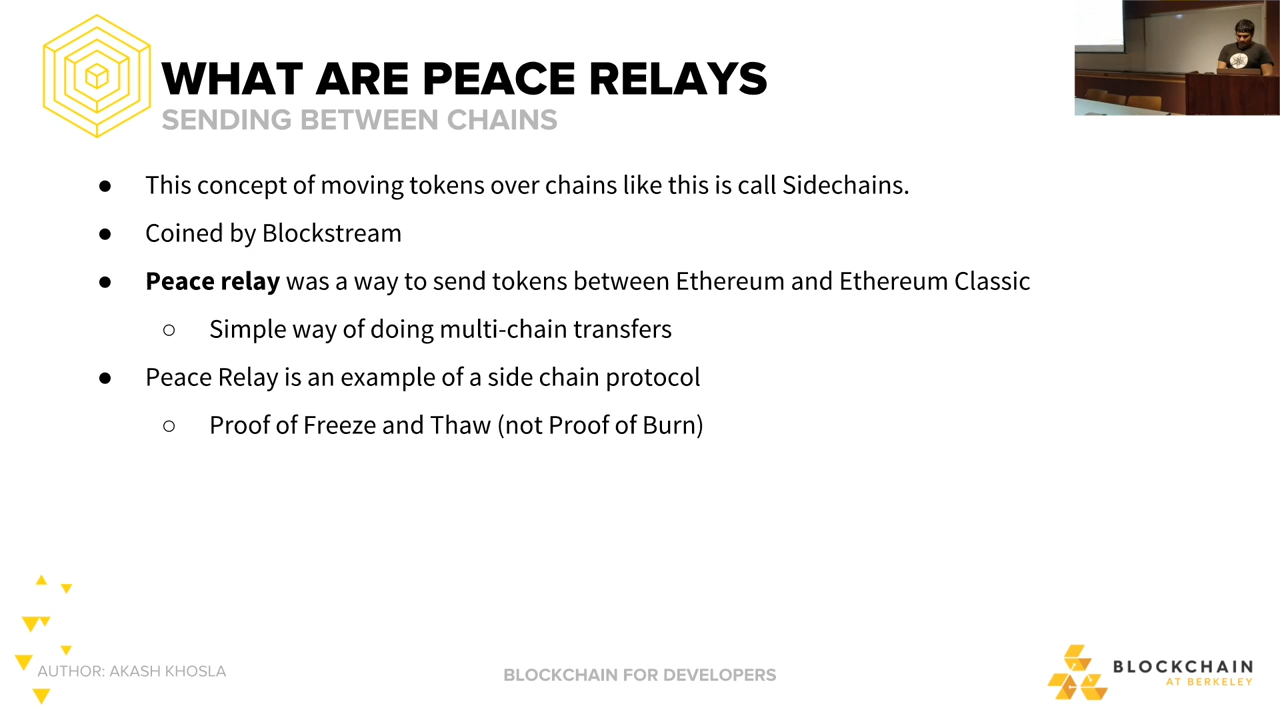 WHAT ARE PEACE RELAYS
SENDING BETWEEN CHAINS
● This concept of moving tokens over chains like this is call Sidechains.
● Coined by Blockstream
● Peace relay was a way to send tokens between Ethereum and Ethereum Classic
○ Simple way of doing multi-chain transfers
● Peace Relay is an example of a side chain protocol
○ Proof of Freeze and Thaw (not Proof of Burn)
AUTHOR: AKASH KHOSLA
BLOCKCHAIN FOR DEVELOPERS
BLOCKCHAIN
AT BERKELEY